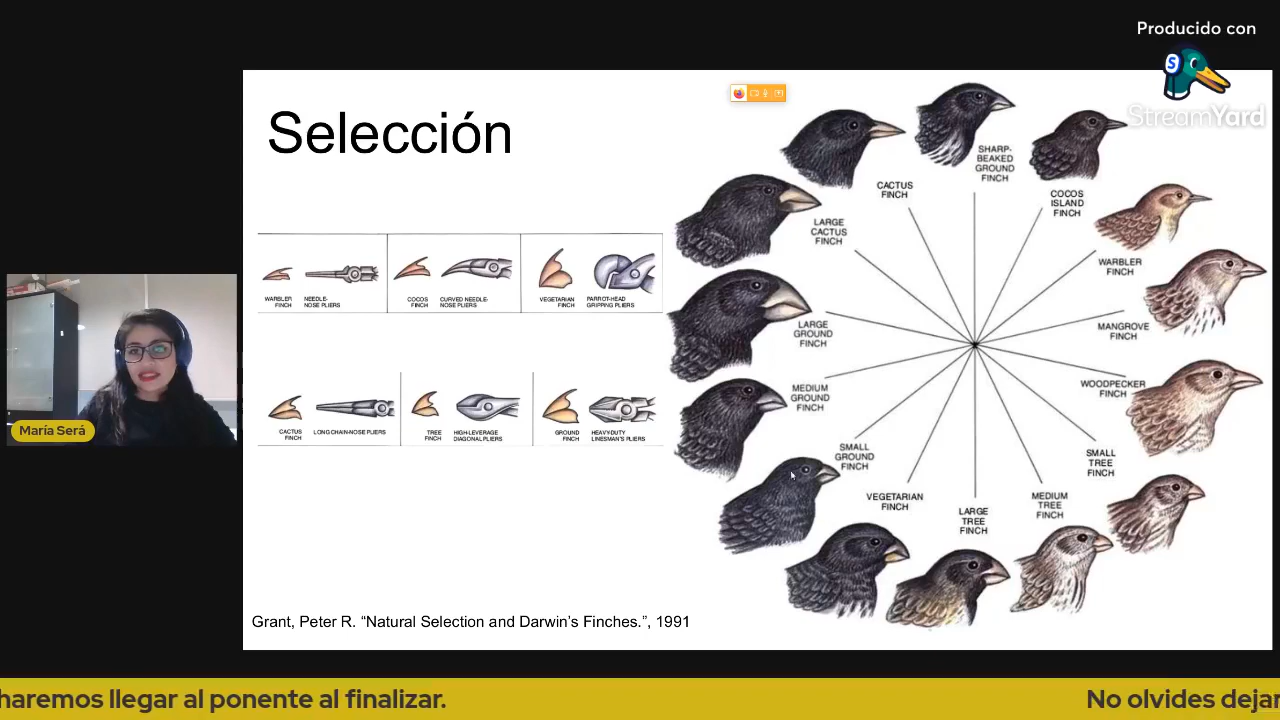 Producido con
S
StreamYard
Selección
WARBLER
FINCH
NEEDLE-
NOSE PLIERS
COCOS
FINCH
CURVED NEEDLE-
NOSE PLIERS
VEGETARIAN
FINCH
PARROT-HEAD
GRIPPING PLIERS
CACTUS
FINCH
LONG CHAIN-NOSE PLIERS
TREE
FINCH
HIGH-LEVERAGE
DIAGONAL PLIERS
GROUND
FINCH
HEAVY-DUTY
LINESMAN'S PLIERS
SHARP-
BEAKED
GROUND
FINCH
COCOS
ISLAND
FINCH
WARBLER
FINCH
MANGROVE
FINCH
WOODPECKER
FINCH
SMALL
TREE
FINCH
MEDIUM
TREE
FINCH
LARGE
TREE
FINCH
VEGETARIAN
FINCH
SMALL
GROUND
FINCH
MEDIUM
GROUND
FINCH
LARGE
GROUND
FINCH
LARGE
CACTUS
FINCH
CACTUS
FINCH
Grant, Peter R. “Natural Selection and Darwin’s Finches.”, 1991
María Será
haremos llegar al ponente al finalizar.
No olvides dejar